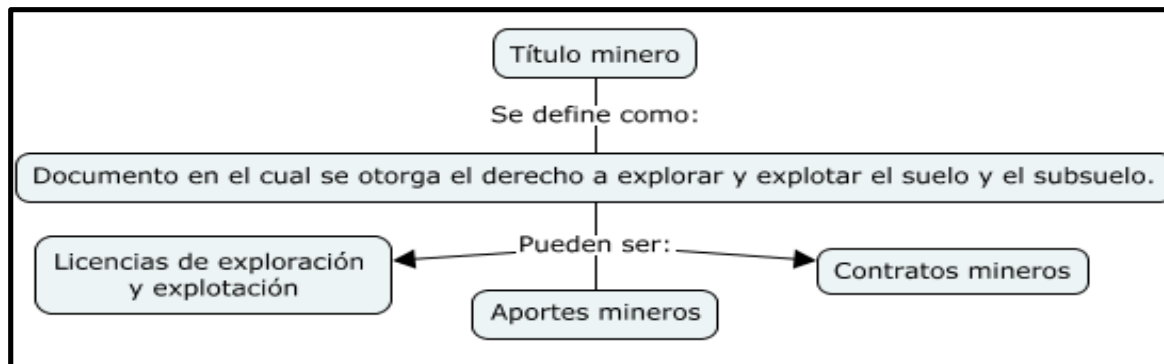 Título minero
Se define como:
Documento en el cual se otorga el derecho a explorar y explotar el suelo y el subsuelo.
Pueden ser:
Licencias de exploración
y explotación
Aportes mineros
Contratos mineros